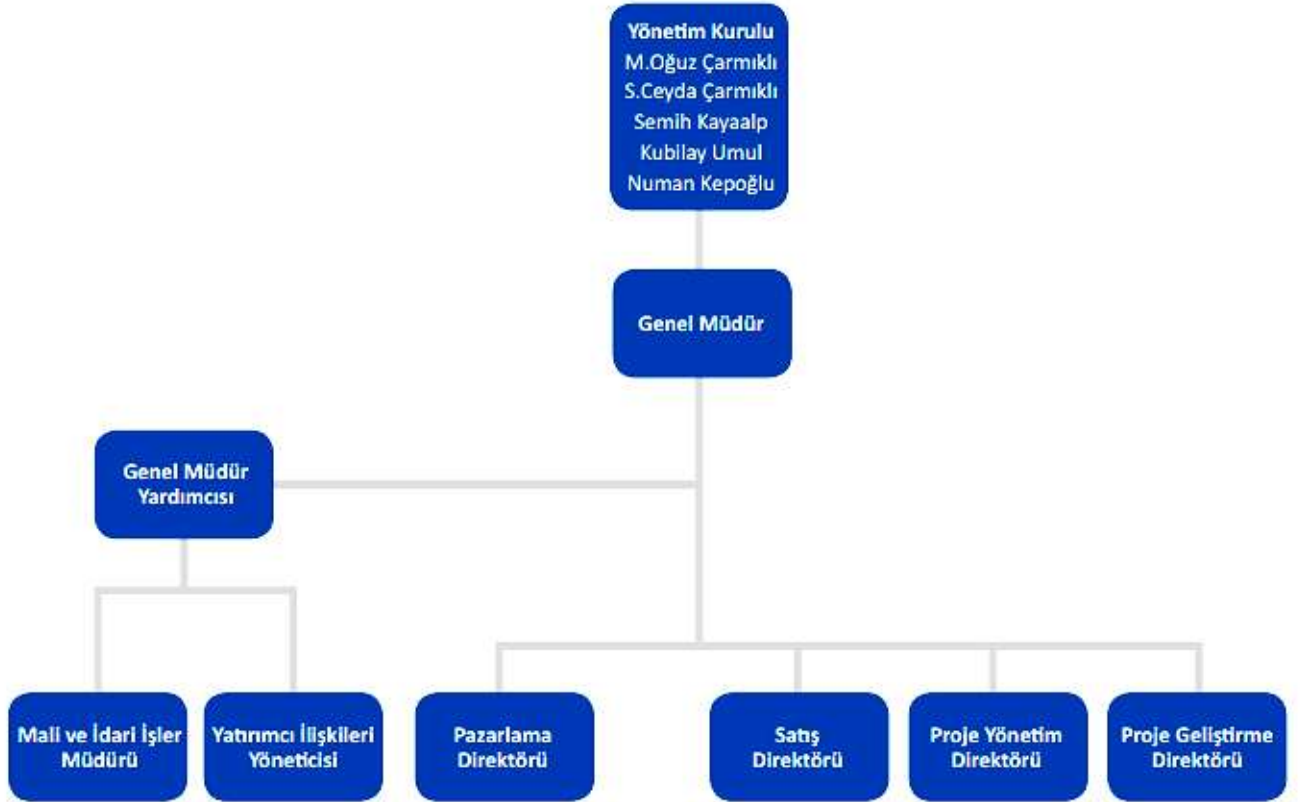 Yönetim Kurulu
M.Oğuz Çarmıklı
S.Ceyda Çarmıklı
Semih Kayaalp
Kubilay Umul
Numan Kepoğlu
Genel Müdür
Genel Müdür
Yardımcısı
Mali ve İdari İşler
Müdürü
Yatırımcı İlişkileri
Yöneticisi
Pazarlama
Direktörü
Satış
Direktörü
Proje Yönetim
Direktörü
Proje Geliştirme
Direktörü